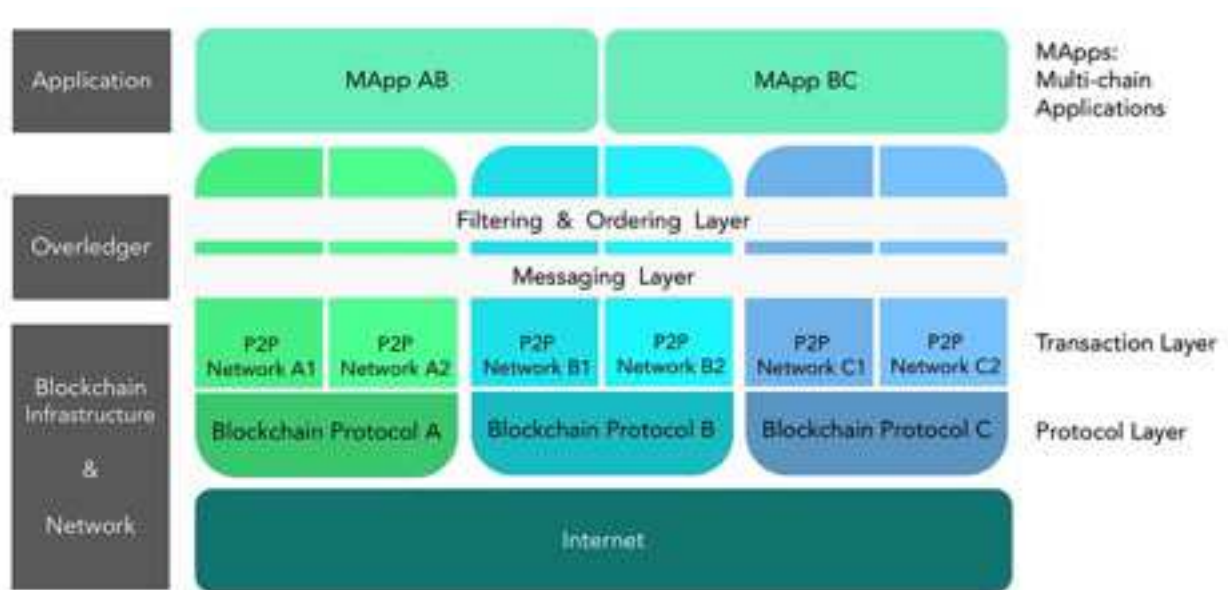 Application
MApp AB
MApp BC
MApps:
Multi-chain
Applications
Overledger
Filtering & Ordering Layer
Messaging Layer
Blockchain
Infrastructure
&
Network
P2P
Network A1
P2P
Network A2
P2P
Network B1
P2P
Network B2
P2P
Network C1
P2P
Network C2
Transaction Layer
Blockchain Protocol A
Blockchain Protocol B
Blockchain Protocol C
Protocol Layer
Internet